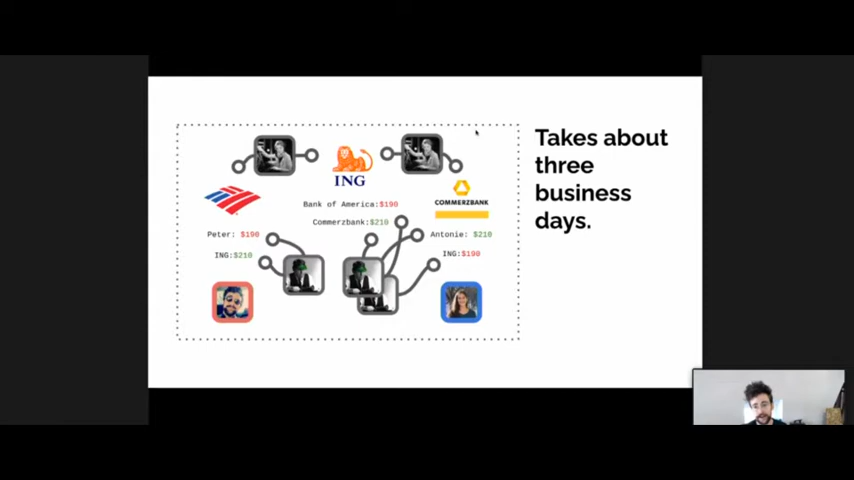 Takes about
three
business
days.
ING
COMMERZBANK
Bank of America:$190
Commerzbank:$210
Peter: $190
Antonie: $210
ING:$210
ING:$190